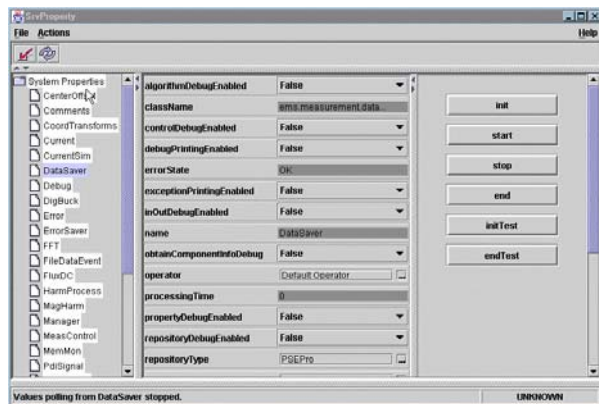 SrvProperty
File Actions Help
System Properties
CenterOffset
Comments
CoordTransforms
Current
CurrentSim
DataSaver
Debug
DigBuck
Error
ErrorSaver
FFT
FileDataEvent
FluxDC
HarmProcess
MagHarm
Manager
MeasControl
MemMon
PdiSignal
algorithmDebugEnabled False
className ems.measurement.data...
controlDebugEnabled False
debugPrintingEnabled False
errorState OK
exceptionPrintingEnabled False
inOutDebugEnabled False
name DataSaver
obtainComponentInfoDebug False
operator Default Operator
processingTime 0
propertyDebugEnabled False
repositoryDebugEnabled False
repositoryType PSEPro
init
start
stop
end
initTest
endTest
Values polling from DataSaver stopped. UNKNOWN